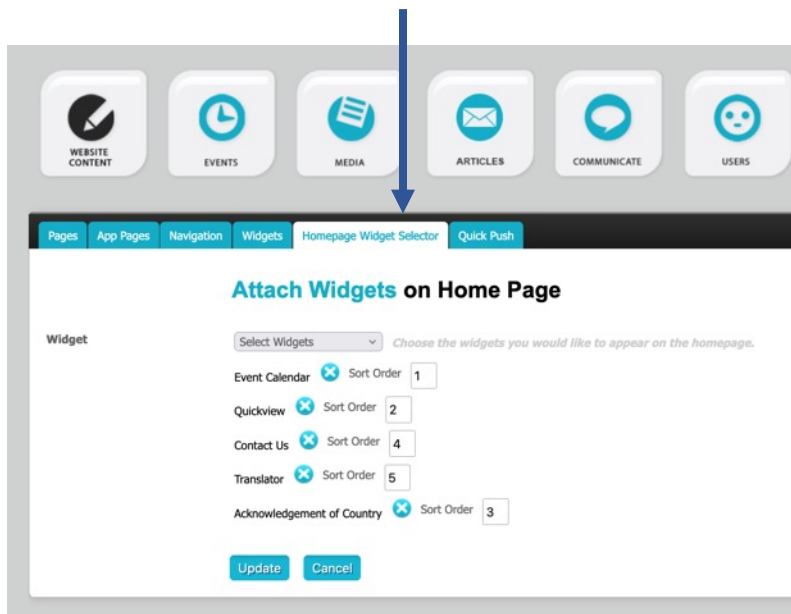 WEBSITE
CONTENT
EVENTS
MEDIA
ARTICLES
COMMUNICATE
USERS
Pages App Pages Navigation Widgets Homepage Widget Selector Quick Push
Attach Widgets on Home Page
Widget Select Widgets Choose the widgets you would like to appear on the homepage.
Event Calendar Sort Order 1
Quickview Sort Order 2
Contact Us Sort Order 4
Translator Sort Order 5
Acknowledgement of Country Sort Order 3
Update Cancel